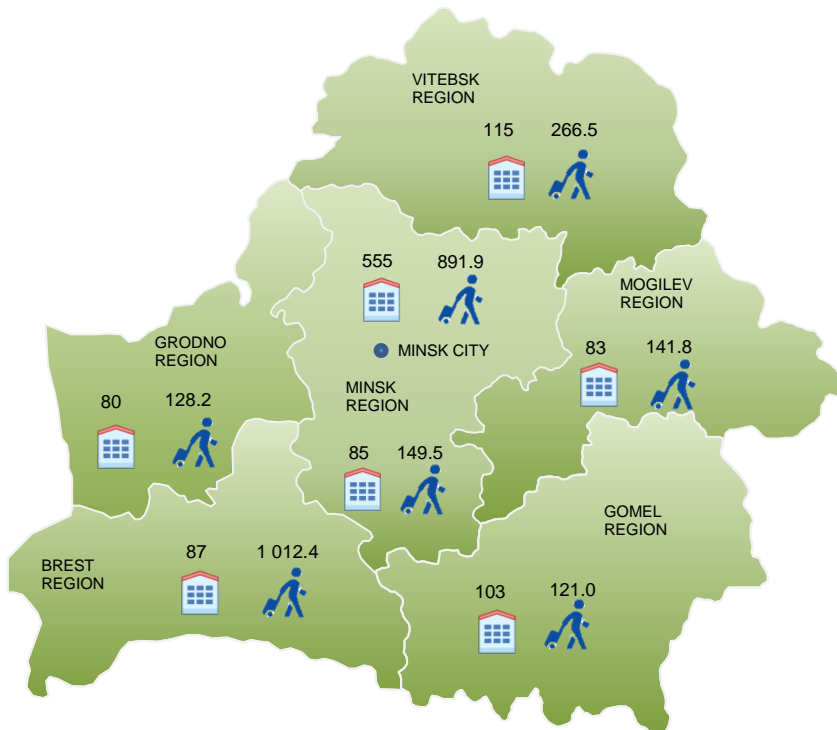 VITEBSK
REGION
115 266.5
555 891.9
MINSK CITY
MOGILEV
REGION
83 141.8
GRODNO
REGION
80 128.2
MINSK
REGION
85 149.5
GOMEL
REGION
103 121.0
BREST
REGION
87 1 012.4